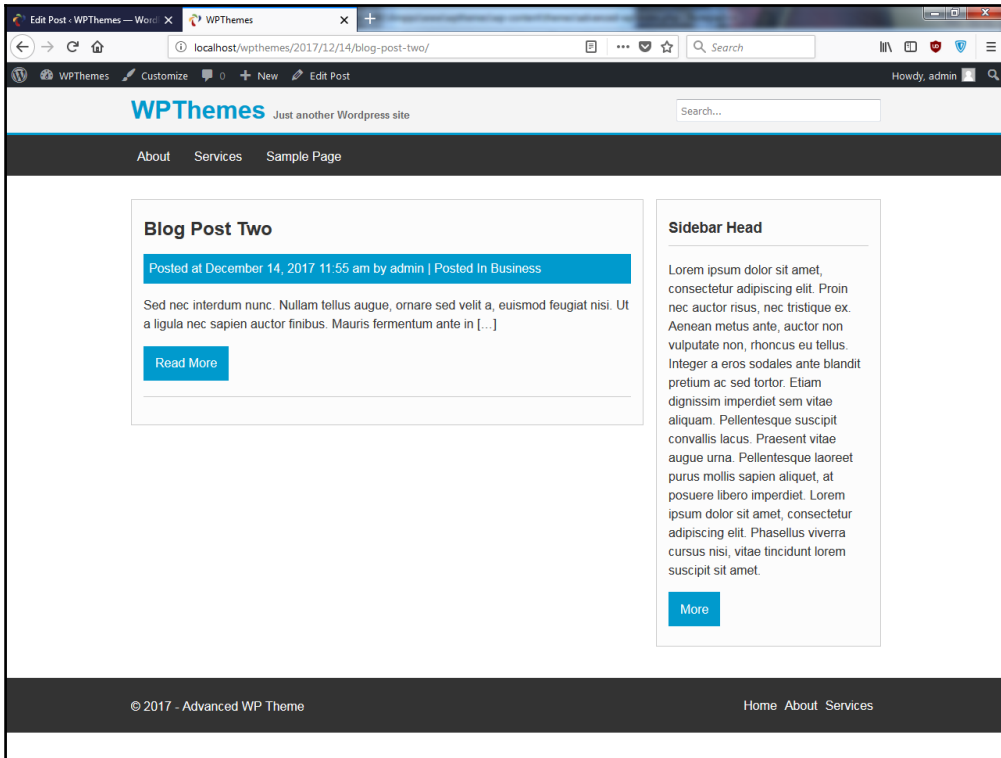 Edit Post ‹ WPThemes — Word
WPThemes
localhost/wpthemes/2017/12/14/blog-post-two/
Search
WPThemes Customize 0 New Edit Post
Howdy, admin
WPThemes Just another Wordpress site
Search...
About Services Sample Page
Blog Post Two
Posted at December 14, 2017 11:55 am by admin | Posted In Business
Sed nec interdum nunc. Nullam tellus augue, ornare sed velit a, euismod feugiat nisi. Ut
a ligula nec sapien auctor finibus. Mauris fermentum ante in […]
Read More
Sidebar Head
Lorem ipsum dolor sit amet,
consectetur adipiscing elit. Proin
nec auctor risus, nec tristique ex.
Aenean metus ante, auctor non
vulputate non, rhoncus eu tellus.
Integer a eros sodales ante blandit
pretium ac sed tortor. Etiam
dignissim imperdiet sem vitae
aliquam. Pellentesque suscipit
convallis lacus. Praesent vitae
augue urna. Pellentesque laoreet
purus mollis sapien aliquet, at
posuere libero imperdiet. Lorem
ipsum dolor sit amet, consectetur
adipiscing elit. Phasellus viverra
cursus nisi, vitae tincidunt lorem
suscipit sit amet.
More
© 2017 - Advanced WP Theme
Home About Services